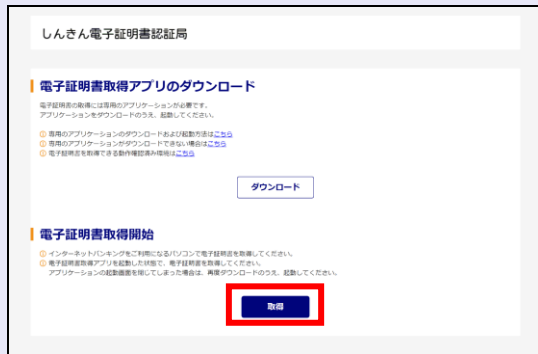 しんきん電子証明書認証局
電子証明書取得アプリのダウンロード
電子証明書の取得には専用のアプリケーションが必要です。
アプリケーションをダウンロードのうえ、起動してください。
専用のアプリケーションのダウンロードおよび起動方法はこちら
専用のアプリケーションがダウンロードできない場合はこちら
電子証明書を取得できる動作確認済み環境はこちら
ダウンロード
電子証明書取得開始
インターネットバンキングをご利用になるパソコンで電子証明書を取得してください。
電子証明書取得アプリを起動した状態で、電子証明書を取得してください。
アプリケーションの起動画面を閉じてしまった場合は、再度ダウンロードのうえ、起動してください。
取得